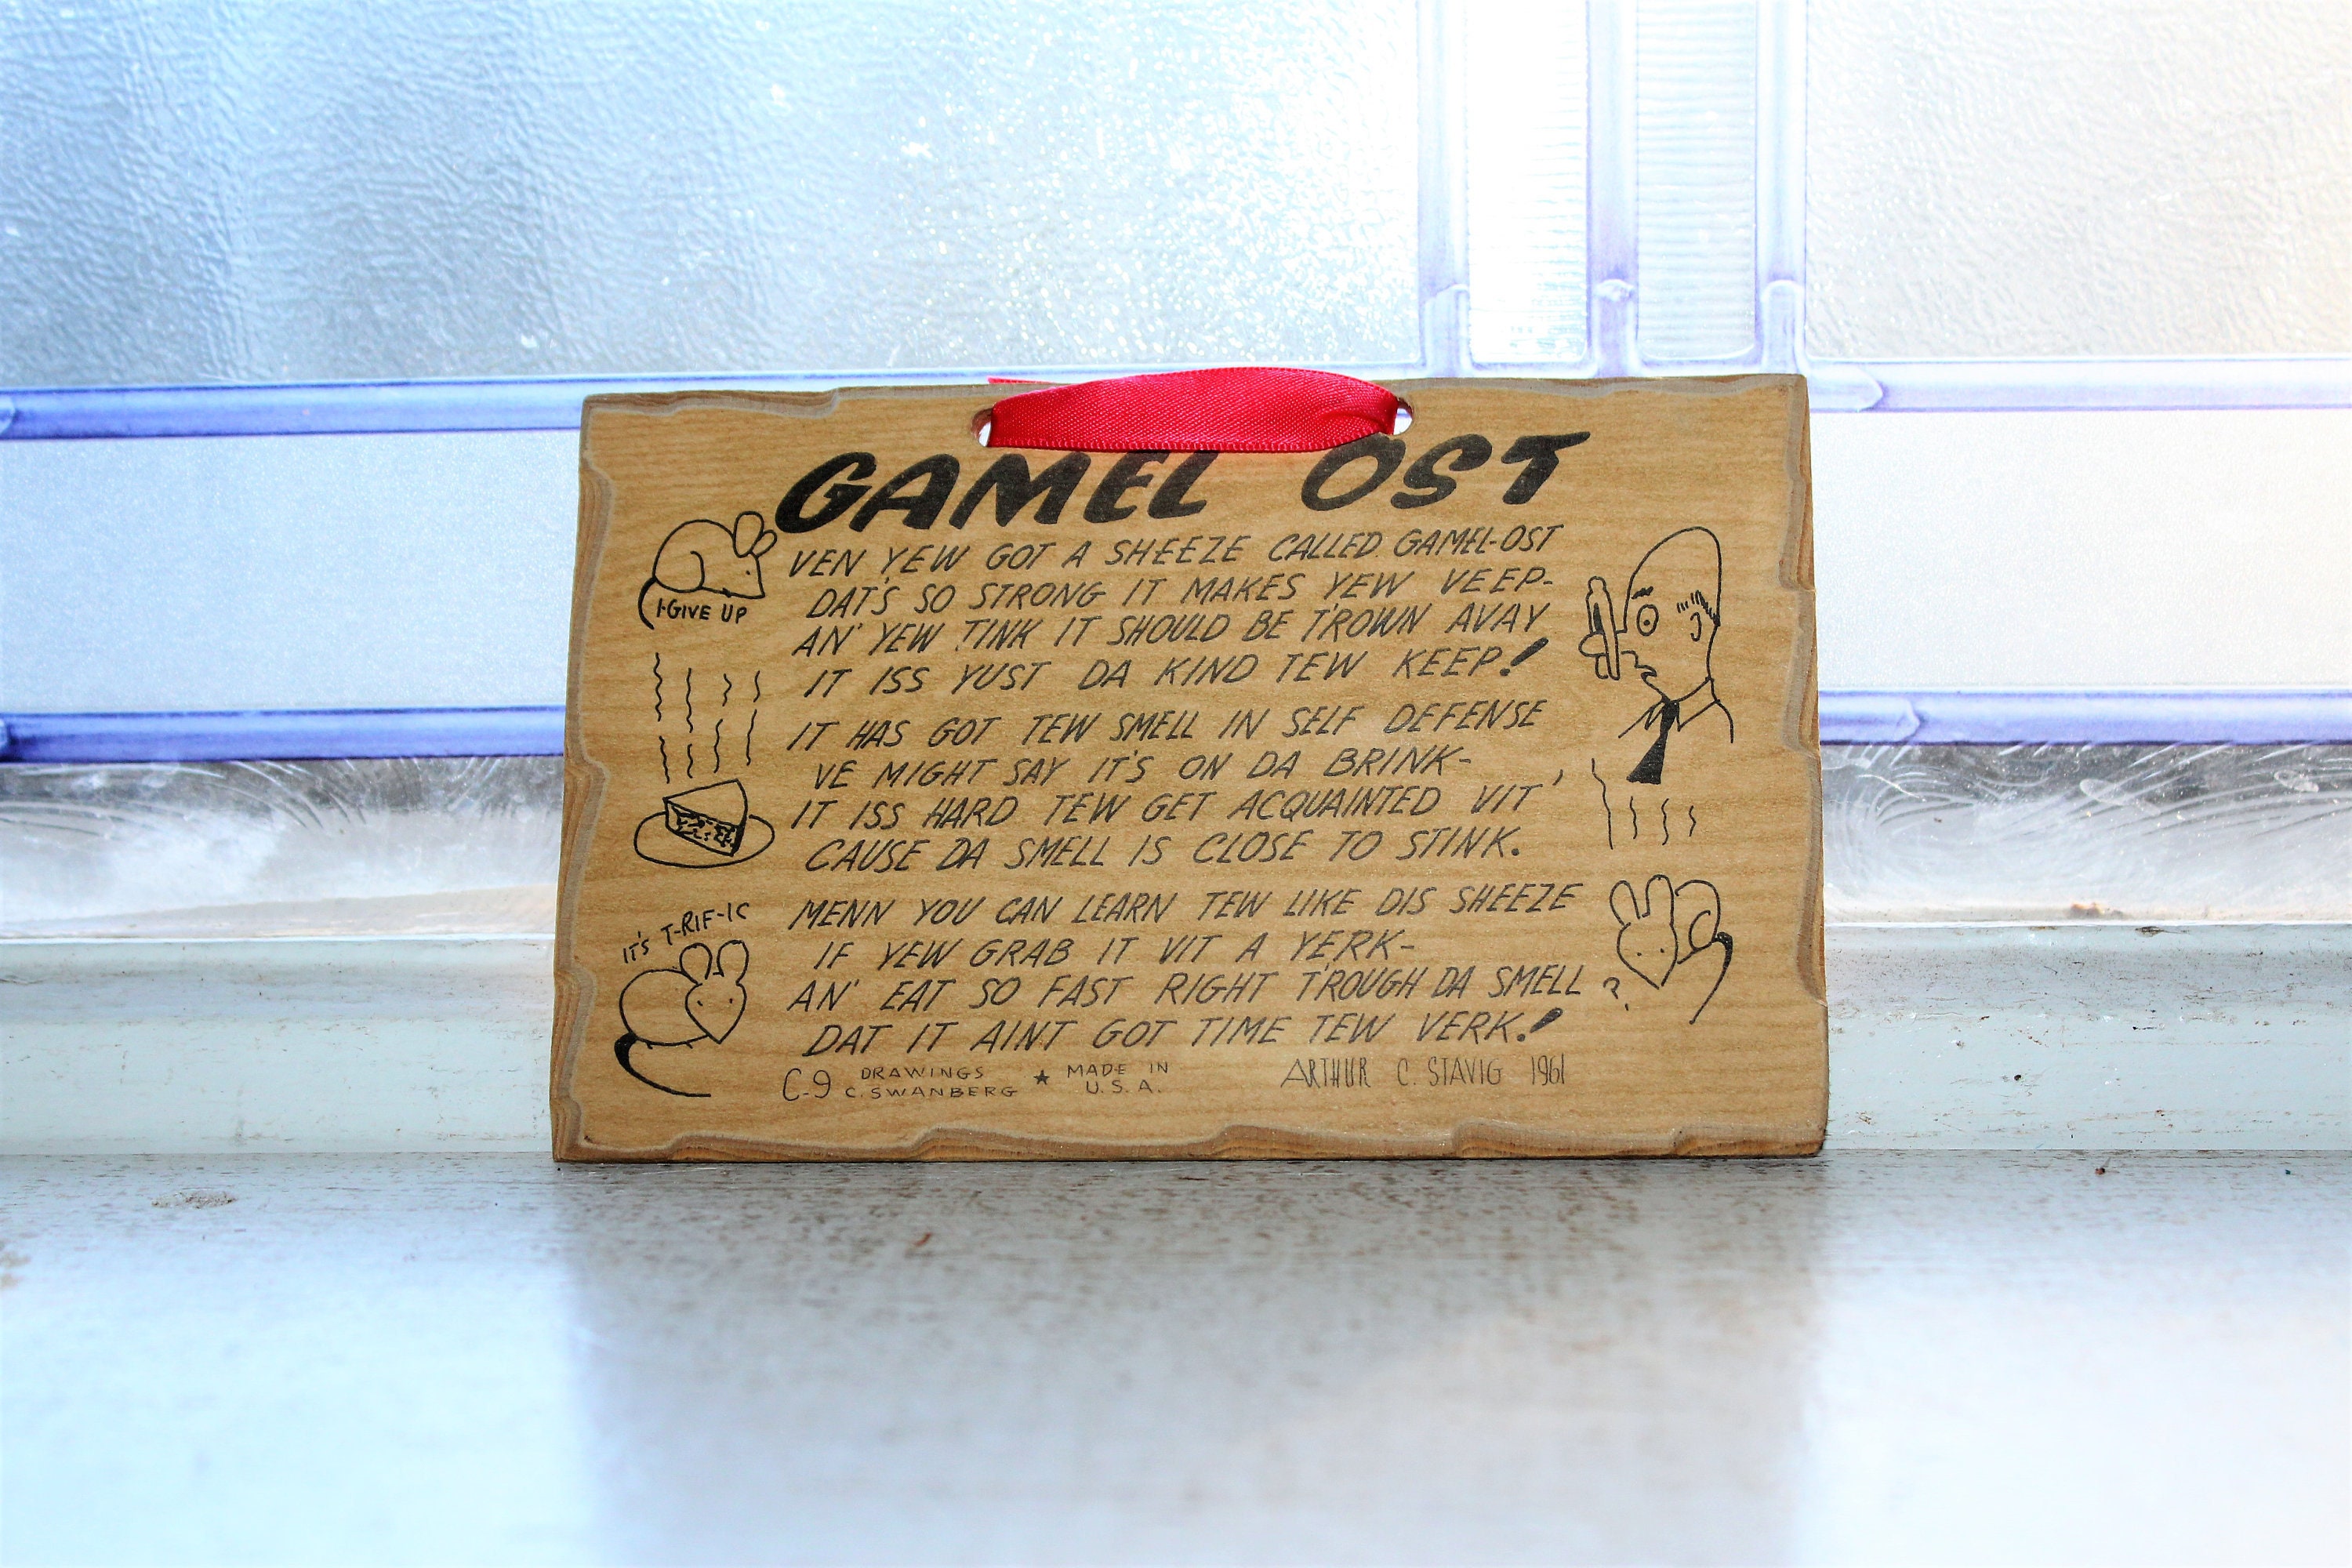 GAMEL OST
I GIVE UP
VEN YEW GOT A SHEEZE CALLED GAMEL-OST
DAT'S SO STRONG IT MAKES YEW VEEP-
AN' YEW TINK IT SHOULD BE T'ROWN AVAY
IT ISS YUST DA KIND TEW KEEP!
IT HAS GOT TEW SMELL IN SELF DEFENSE
VE MIGHT SAY IT'S ON DA BRINK-
IT ISS HARD TEW GET ACQUAINTED VIT'
CAUSE DA SMELL IS CLOSE TO STINK.
IT'S T-RIF-IC
MENN YOU CAN LEARN TEW LIKE DIS SHEEZE
IF YEW GRAB IT VIT A YERK-
AN' EAT SO FAST RIGHT T'ROUGH DA SMELL
DAT IT AINT GOT TIME TEW VERK!
?
C-9 DRAWINGS C. SWANBERG ★ MADE IN U.S.A.
ARTHUR C. STAVIG 1961